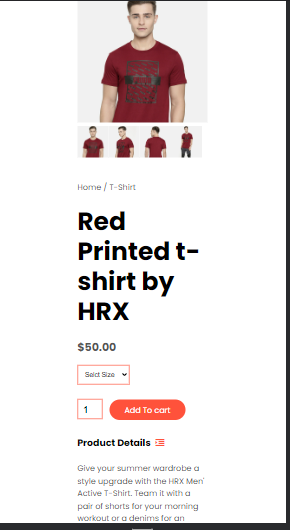 Home / T-Shirt
Red
Printed t-
shirt by
HRX
$50.00
Selct Size
1
Add To cart
Product Details
Give your summer wardrobe a
style upgrade with the HRX Men'
Active T-Shirt. Team it with a
pair of shorts for your morning
workout or a denims for an